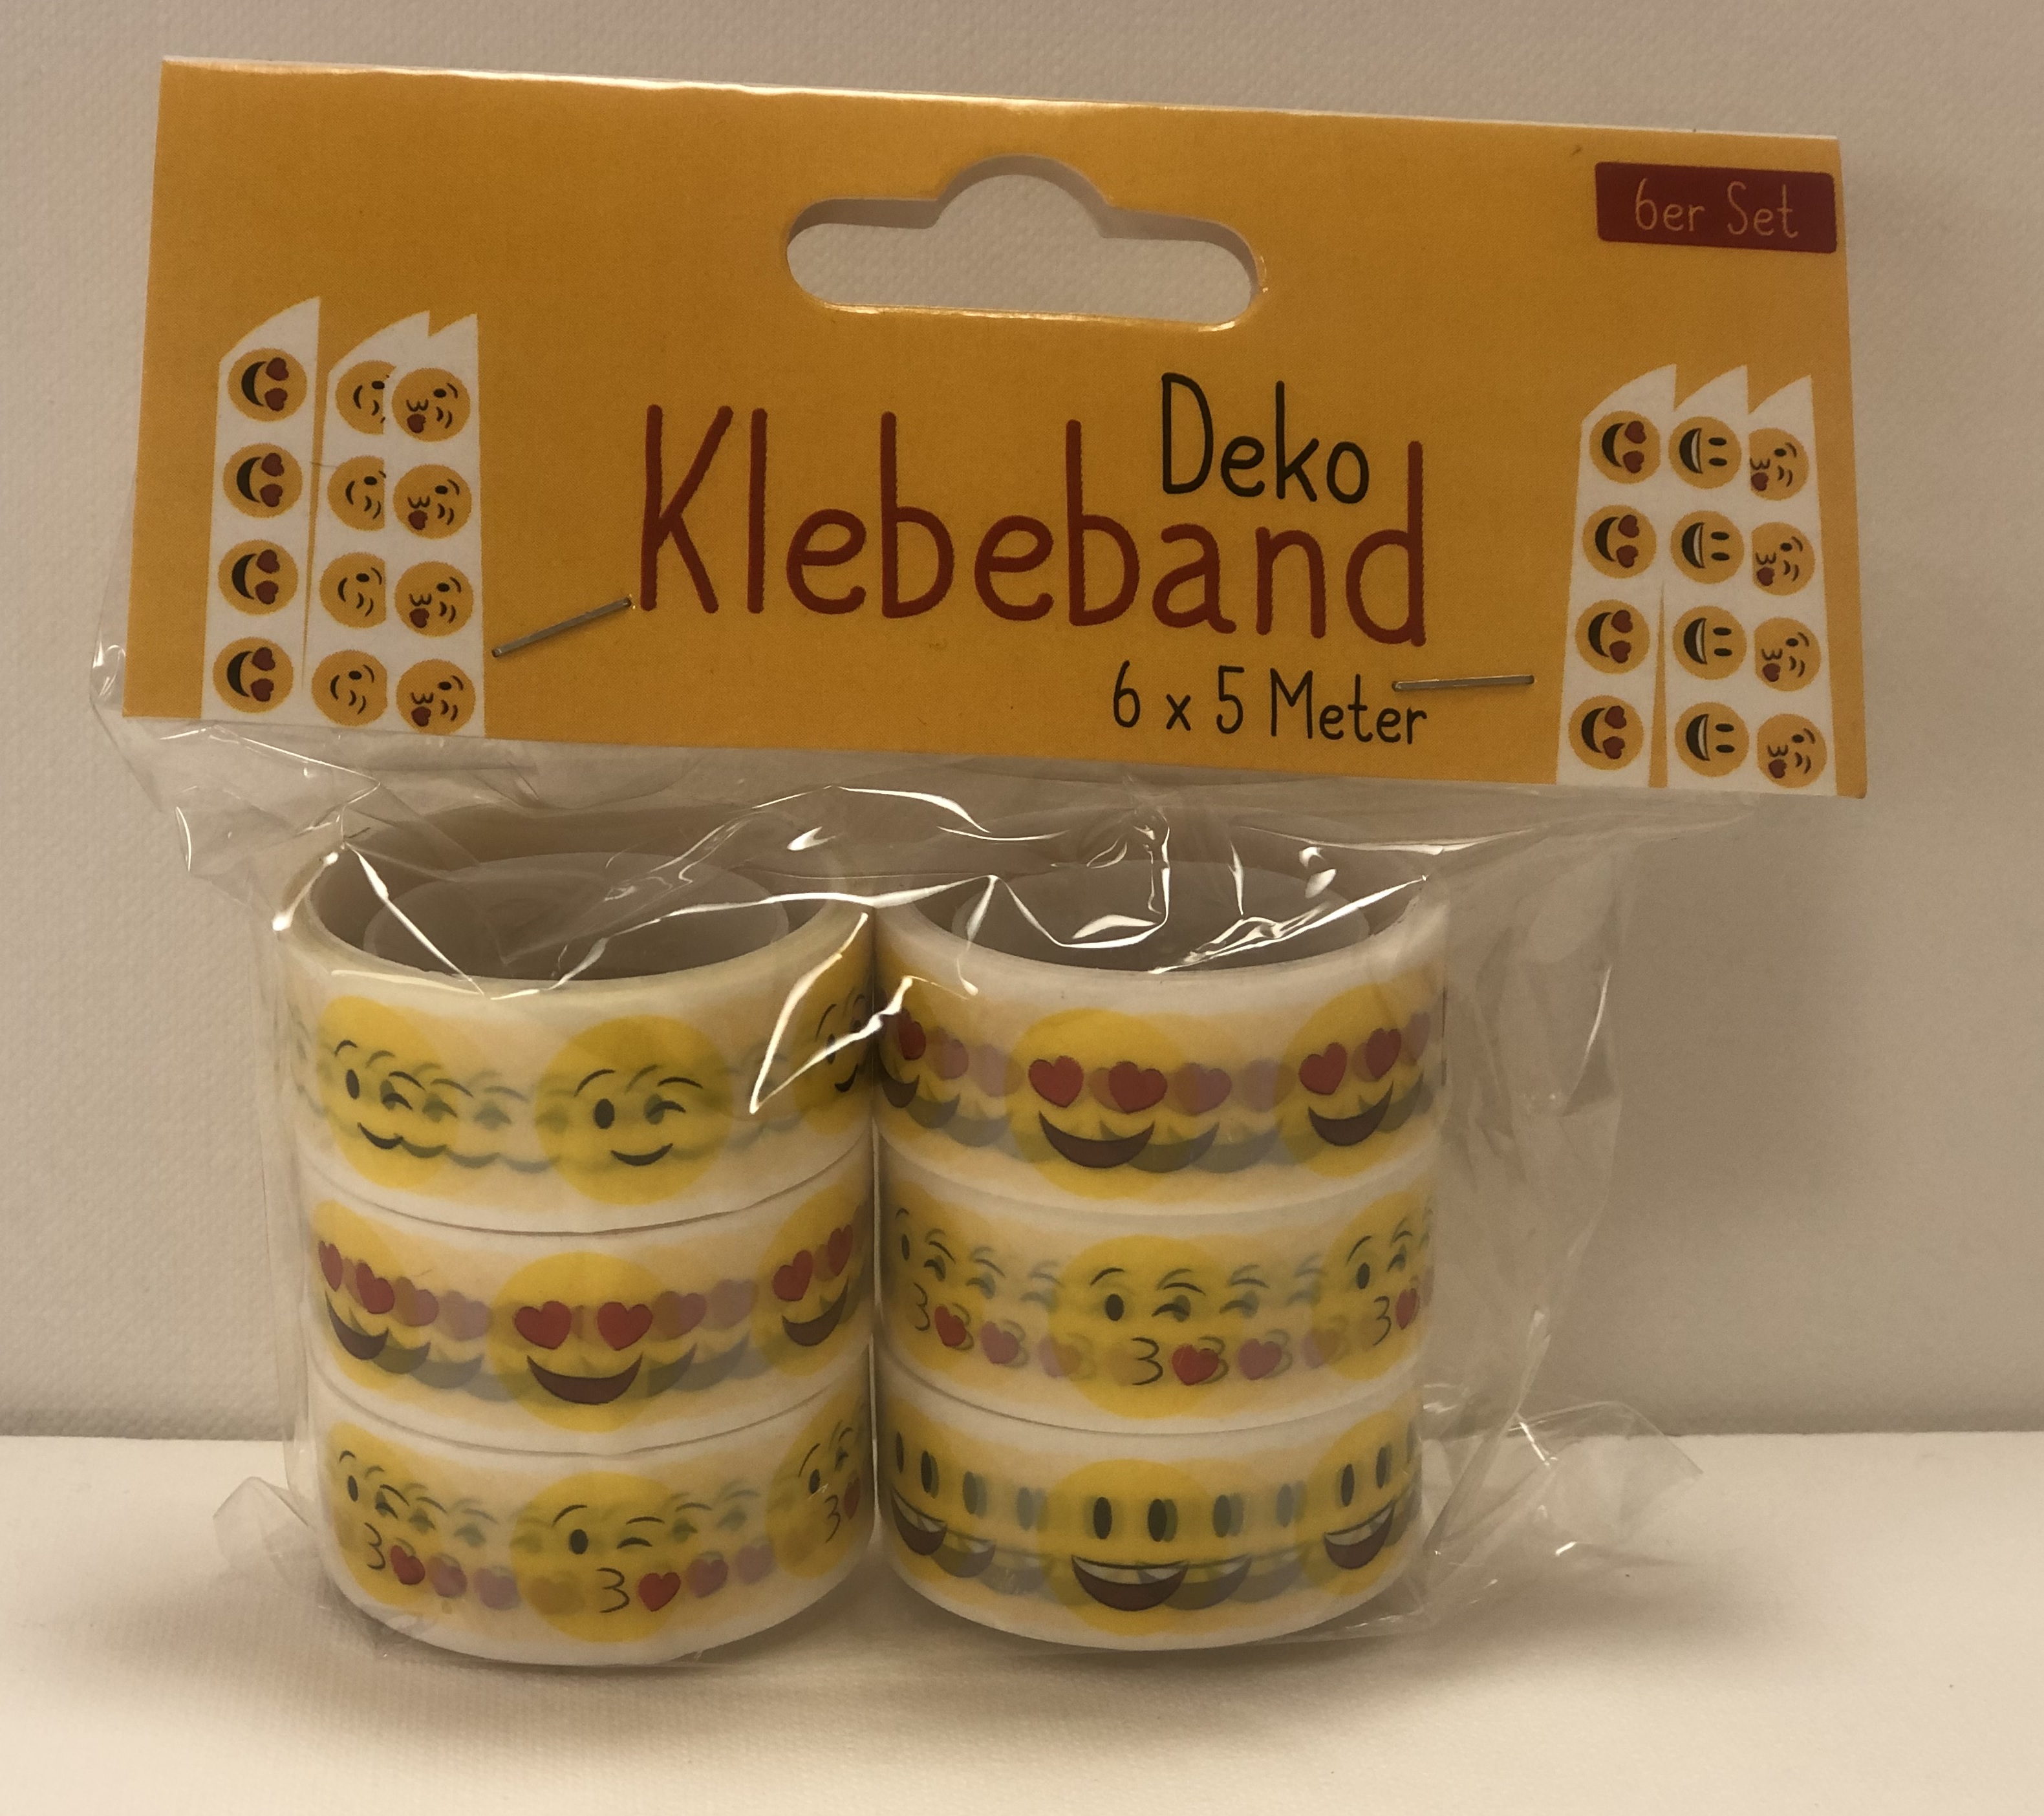 6er Set
Deko
Klebeband
6 x 5 Meter